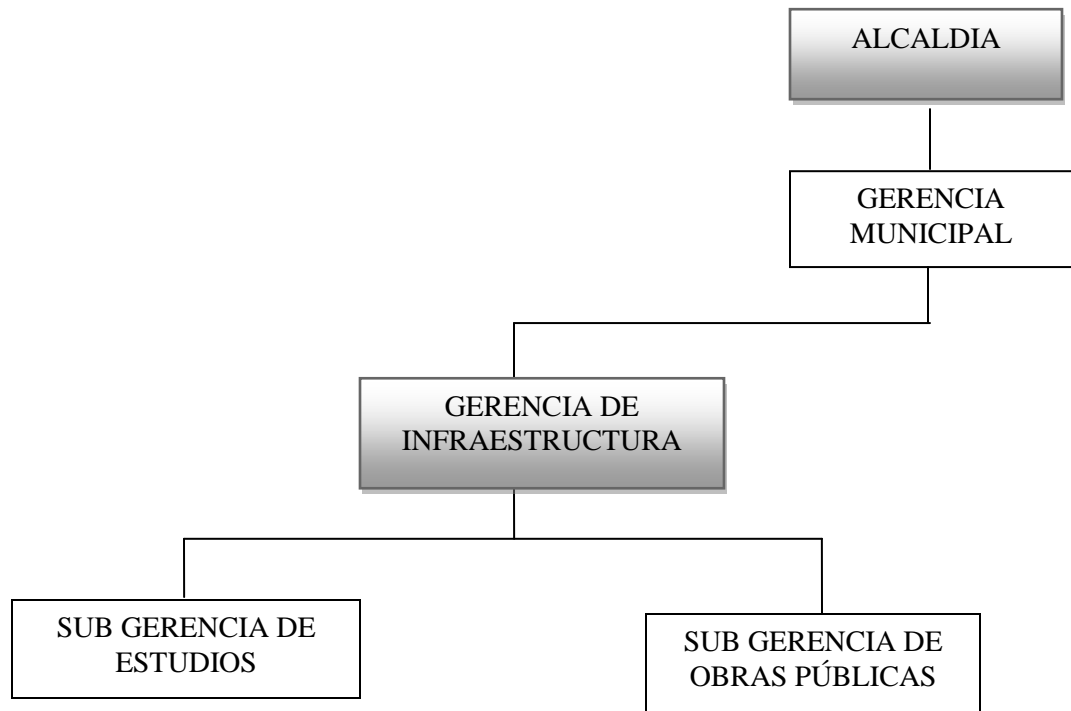 ALCALDIA
GERENCIA
MUNICIPAL
GERENCIA DE
INFRAESTRUCTURA
SUB GERENCIA DE
ESTUDIOS
SUB GERENCIA DE
OBRAS PÚBLICAS